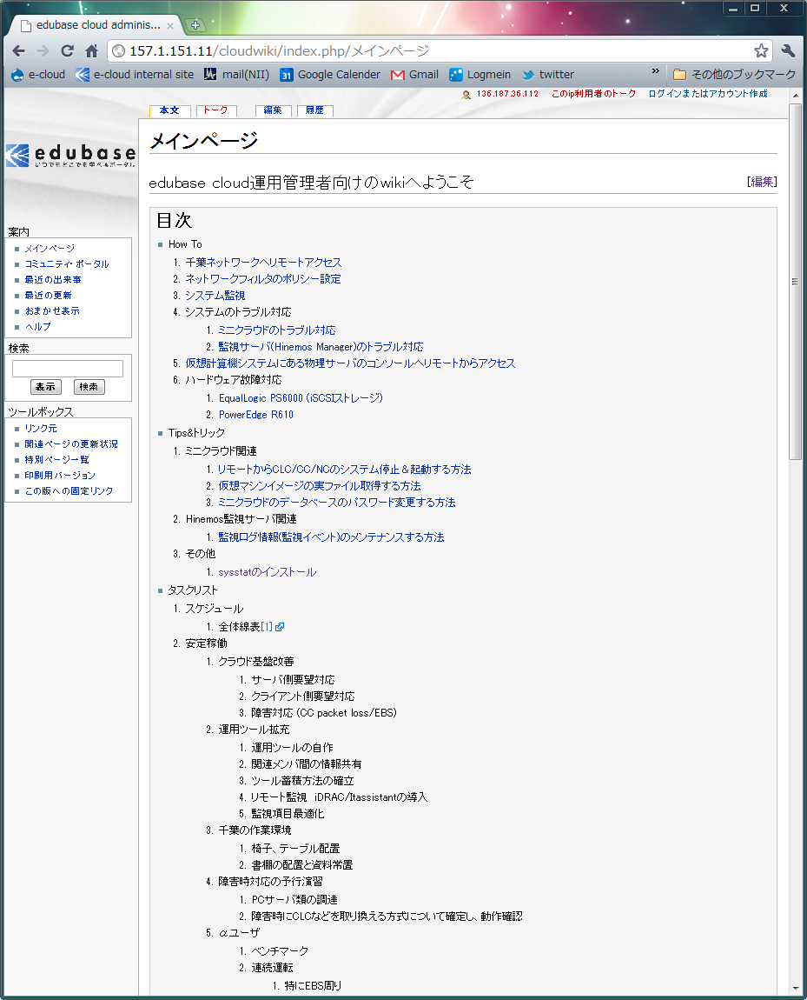 edubase cloud adminis...
157.1.151.11/cloudwiki/index.php/メインページ
e-cloud e-cloud internal site mail(NII) Google Calender Gmail Logmein twitter » その他のブックマーク
136.187.36.112 このip利用者のトーク ログインまたはアカウント作成
本文 トーク 編集 履歴
メインページ
edubase
いつでもどこでも学べるポータル
edubase cloud運用管理者向けのwikiへようこそ [編集]
案内
メインページ
コミュニティ・ポータル
最近の出来事
最近の更新
おまかせ表示
ヘルプ
検索
表示 検索
ツールボックス
リンク元
関連ページの更新状況
特別ページ一覧
印刷用バージョン
この版への固定リンク
目次
How To
1. 千葉ネットワークへリモートアクセス
2. ネットワークフィルタのポリシー設定
3. システム監視
4. システムのトラブル対応
1. ミニクラウドのトラブル対応
2. 監視サーバ(Hinemos Manager)のトラブル対応
5. 仮想計算機システムにある物理サーバのコンソールへリモートからアクセス
6. ハードウェア故障対応
1. EqualLogic PS6000 (iSCSIストレージ)
2. PowerEdge R610
Tips&トリック
1. ミニクラウド関連
1. リモートからCLC/CC/NCのシステム停止＆起動する方法
2. 仮想マシンイメージの実ファイル取得する方法
3. ミニクラウドのデータベースのパスワード変更する方法
2. Hinemos監視サーバ関連
1. 監視ログ情報(監視イベント)のメンテナンスする方法
3. その他
1. sysstatのインストール
タスクリスト
1. スケジュール
1. 全体線表[1]
2. 安定稼働
1. クラウド基盤改善
1. サーバ側要望対応
2. クライアント側要望対応
3. 障害対応 (CC packet loss/EBS)
2. 運用ツール拡充
1. 運用ツールの自作
2. 関連メンバ間の情報共有
3. ツール蓄積方法の確立
4. リモート監視　iDRAC/Itassistantの導入
5. 監視項目最適化
3. 千葉の作業環境
1. 椅子、テーブル配置
2. 書棚の配置と資料常置
4. 障害時対応の予行演習
1. PCサーバ類の調達
2. 障害時にCLCなどを取り換える方式について確定し、動作確認
5. αユーザ
1. ベンチマーク
2. 連続運転
1. 特にEBS周り